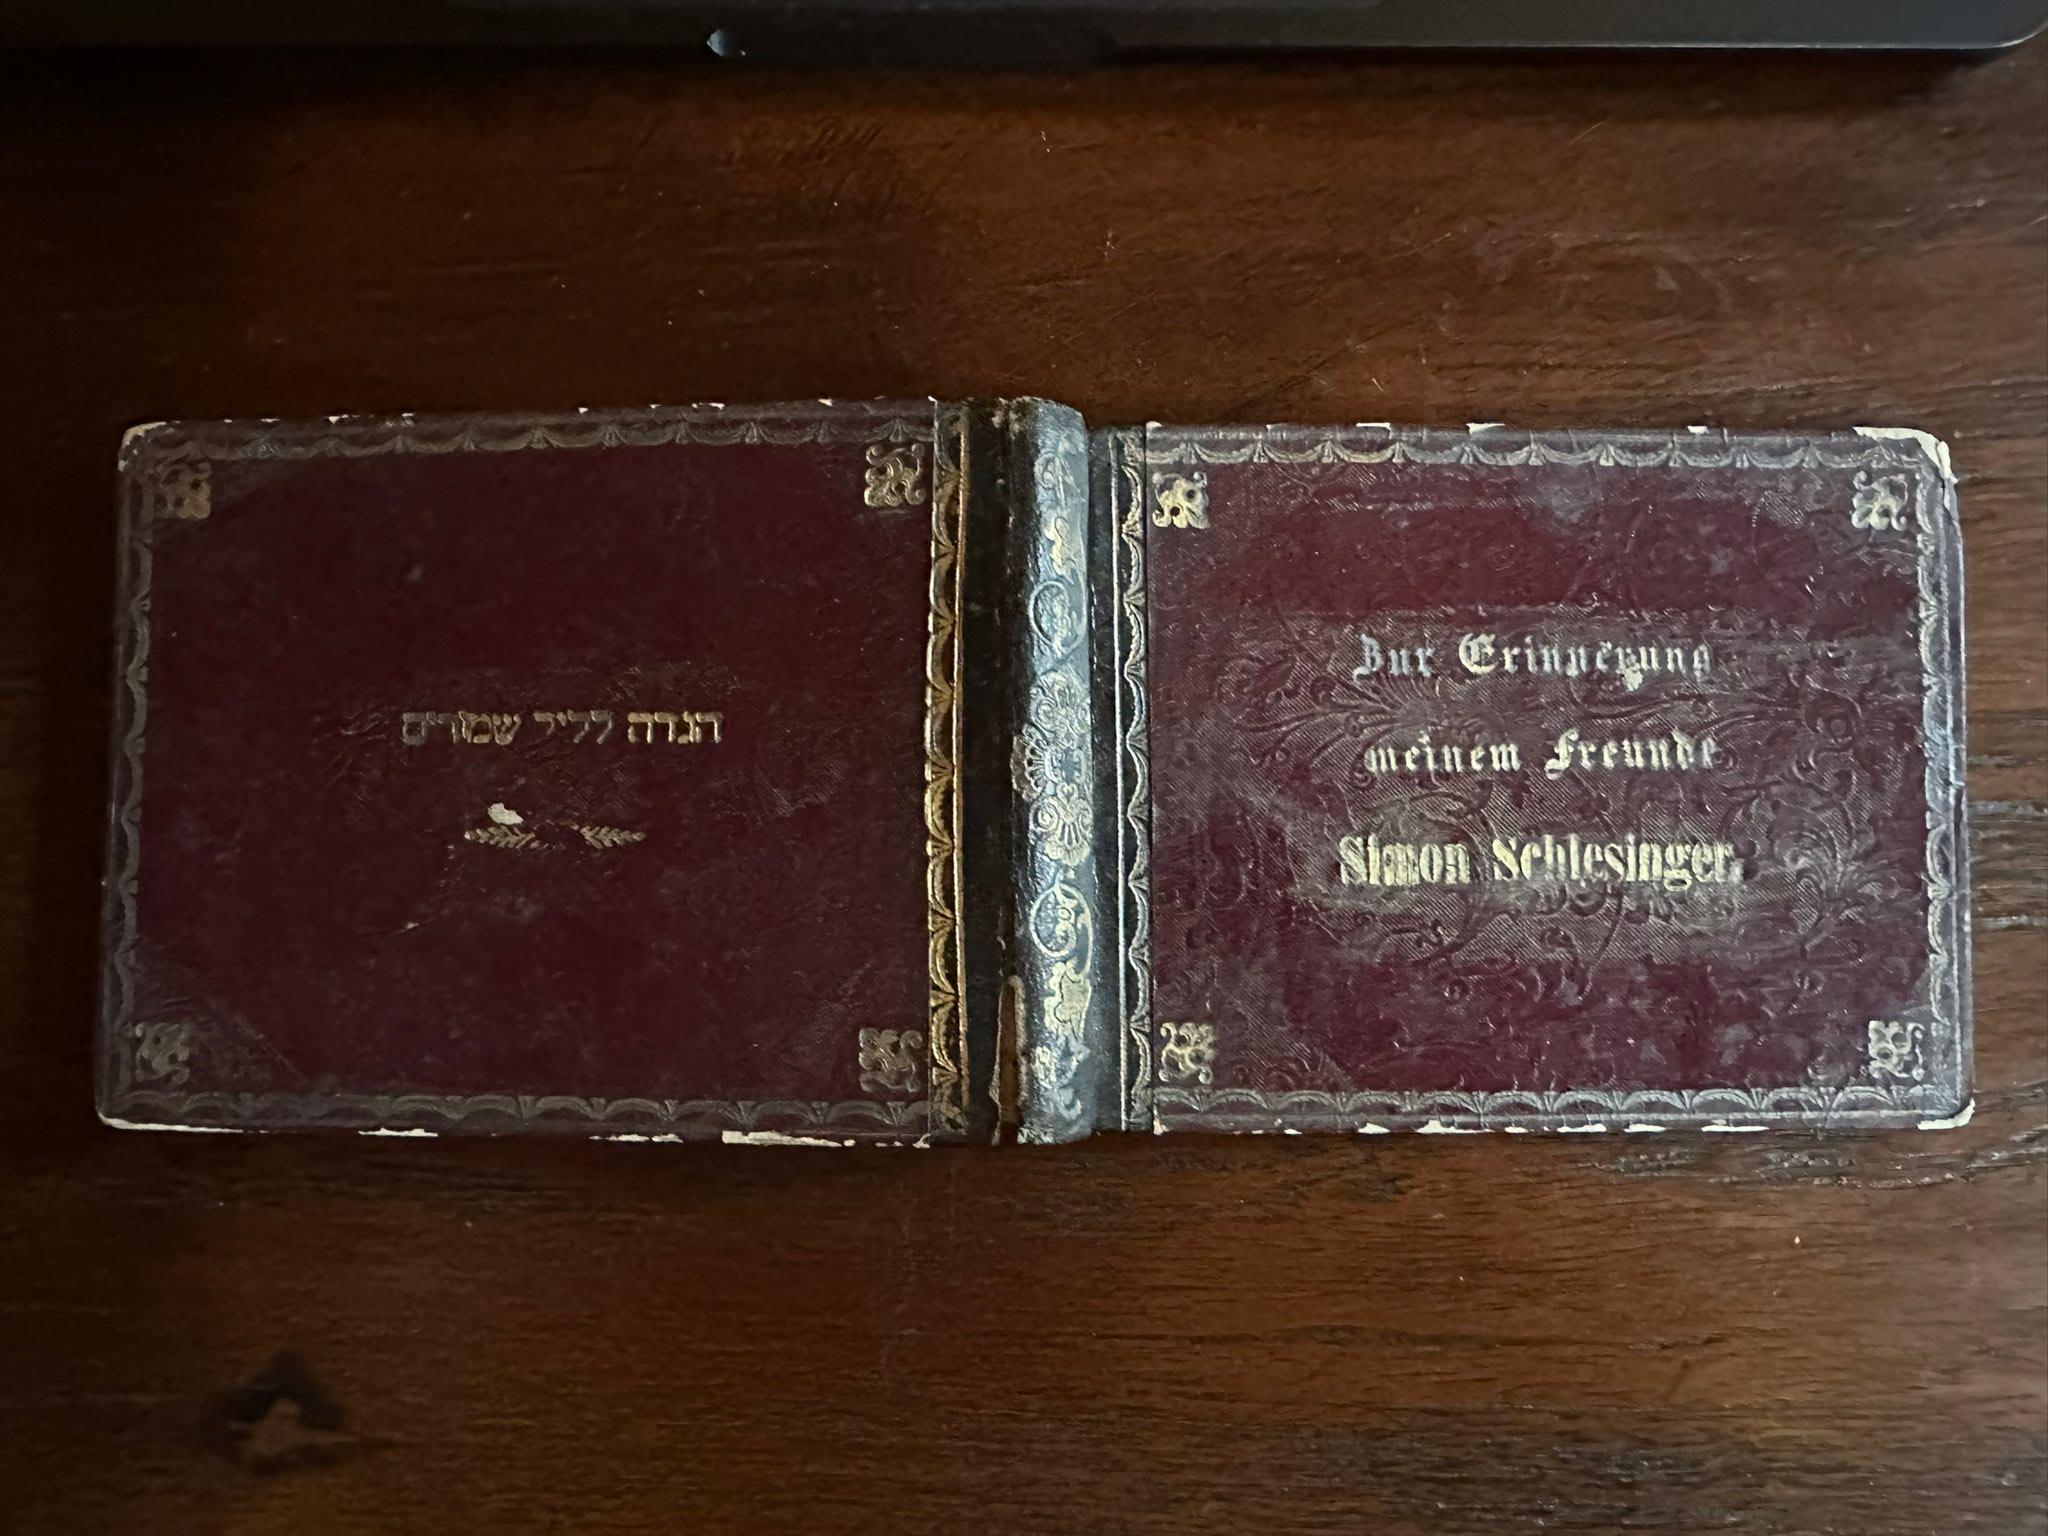 הגדה לליל שמורים
Zur Erinnerung
meinem Freunde
Simon Schlesinger.